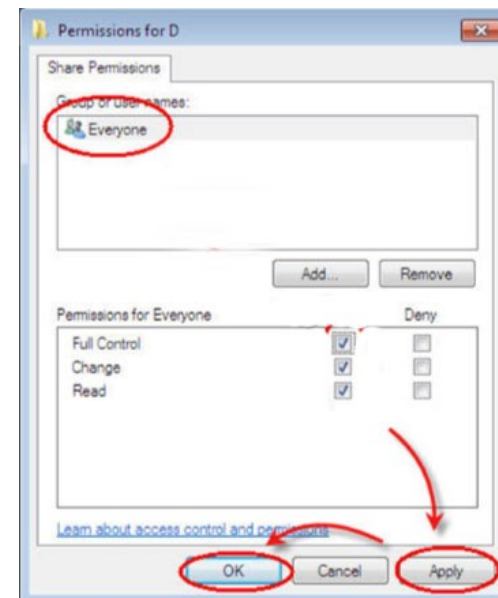 Permissions for D
Share Permissions
Group or user names:
Everyone
Add... Remove
Permissions for Everyone Deny
Full Control
Change
Read
Learn about access control and permissions
OK Cancel Apply